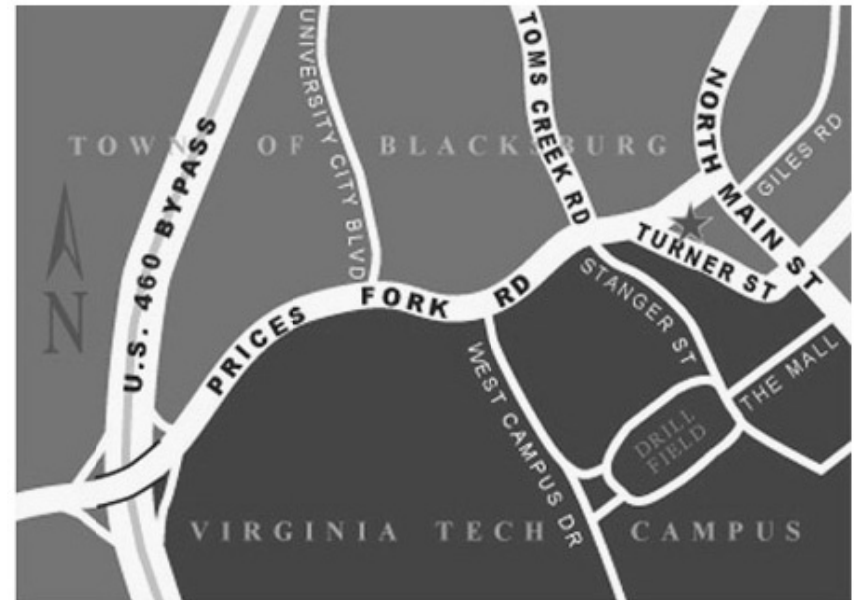 UNIVERSITY CITY BLVD
TOMS CREEK RD
NORTH MAIN ST
GILES RD
TOWN OF BLACKSBURG
U.S. 460 BYPASS
N
TURNER ST
STANGER ST
PRICES FORK RD
THE MALL
WEST CAMPUS DR
DRILL
FIELD
VIRGINIA TECH CAMPUS